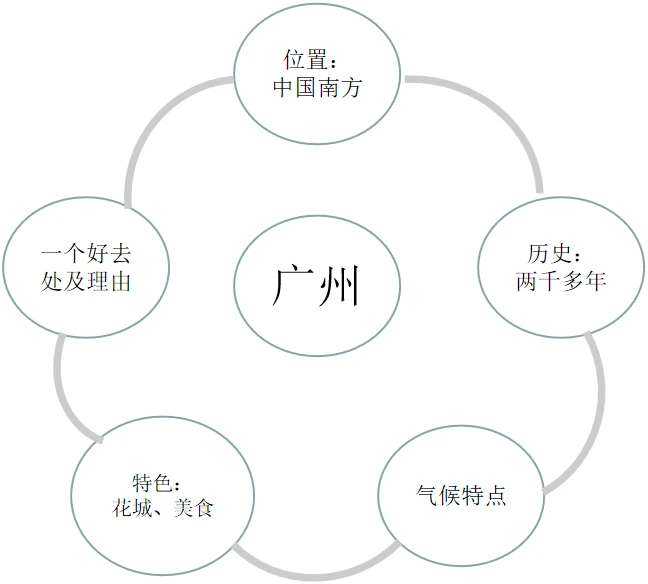 位置：
中国南方
一个好去
处及理由
广州
历史：
两千多年
特色：
花城、美食
气候特点